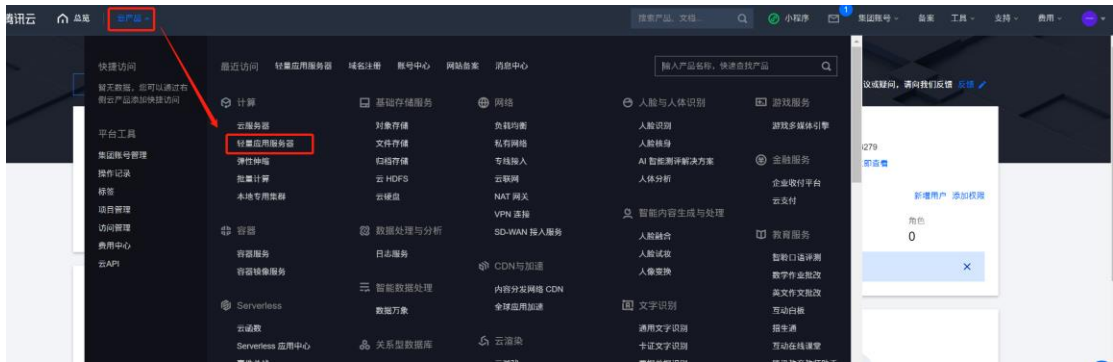 腾讯云 总览 云产品 搜索产品、文档... 小程序 1 集团账号 备案 工具 支持 费用
快捷访问
暂无数据，您可以通过右
侧云产品添加快捷访问
平台工具
集团账号管理
操作记录
标签
项目管理
访问管理
费用中心
云API
最近访问 轻量应用服务器 域名注册 账号中心 网站备案 消息中心
输入产品名称，快速查找产品
计算
云服务器
轻量应用服务器
弹性伸缩
批量计算
本地专用集群
容器
容器服务
容器镜像服务
Serverless
云函数
Serverless 应用中心
基础存储服务
对象存储
文件存储
归档存储
云 HDFS
云硬盘
数据处理与分析
日志服务
智能数据处理
数据万象
关系型数据库
网络
负载均衡
私有网络
专线接入
云联网
NAT 网关
VPN 连接
SD-WAN 接入服务
CDN与加速
内容分发网络 CDN
全球应用加速
云渲染
人脸与人体识别
人脸识别
人脸核身
AI 智能测评解决方案
人体分析
智能内容生成与处理
人脸融合
人脸试妆
人像变换
文字识别
通用文字识别
卡证文字识别
游戏服务
游戏多媒体引擎
金融服务
企业收付平台
云支付
教育服务
智聆口语评测
数学作业批改
英文作文批改
互动白板
招生通
互动在线课堂
议或疑问，请向我们反馈 反馈
279
即查看
新增用户 添加权限
角色
0